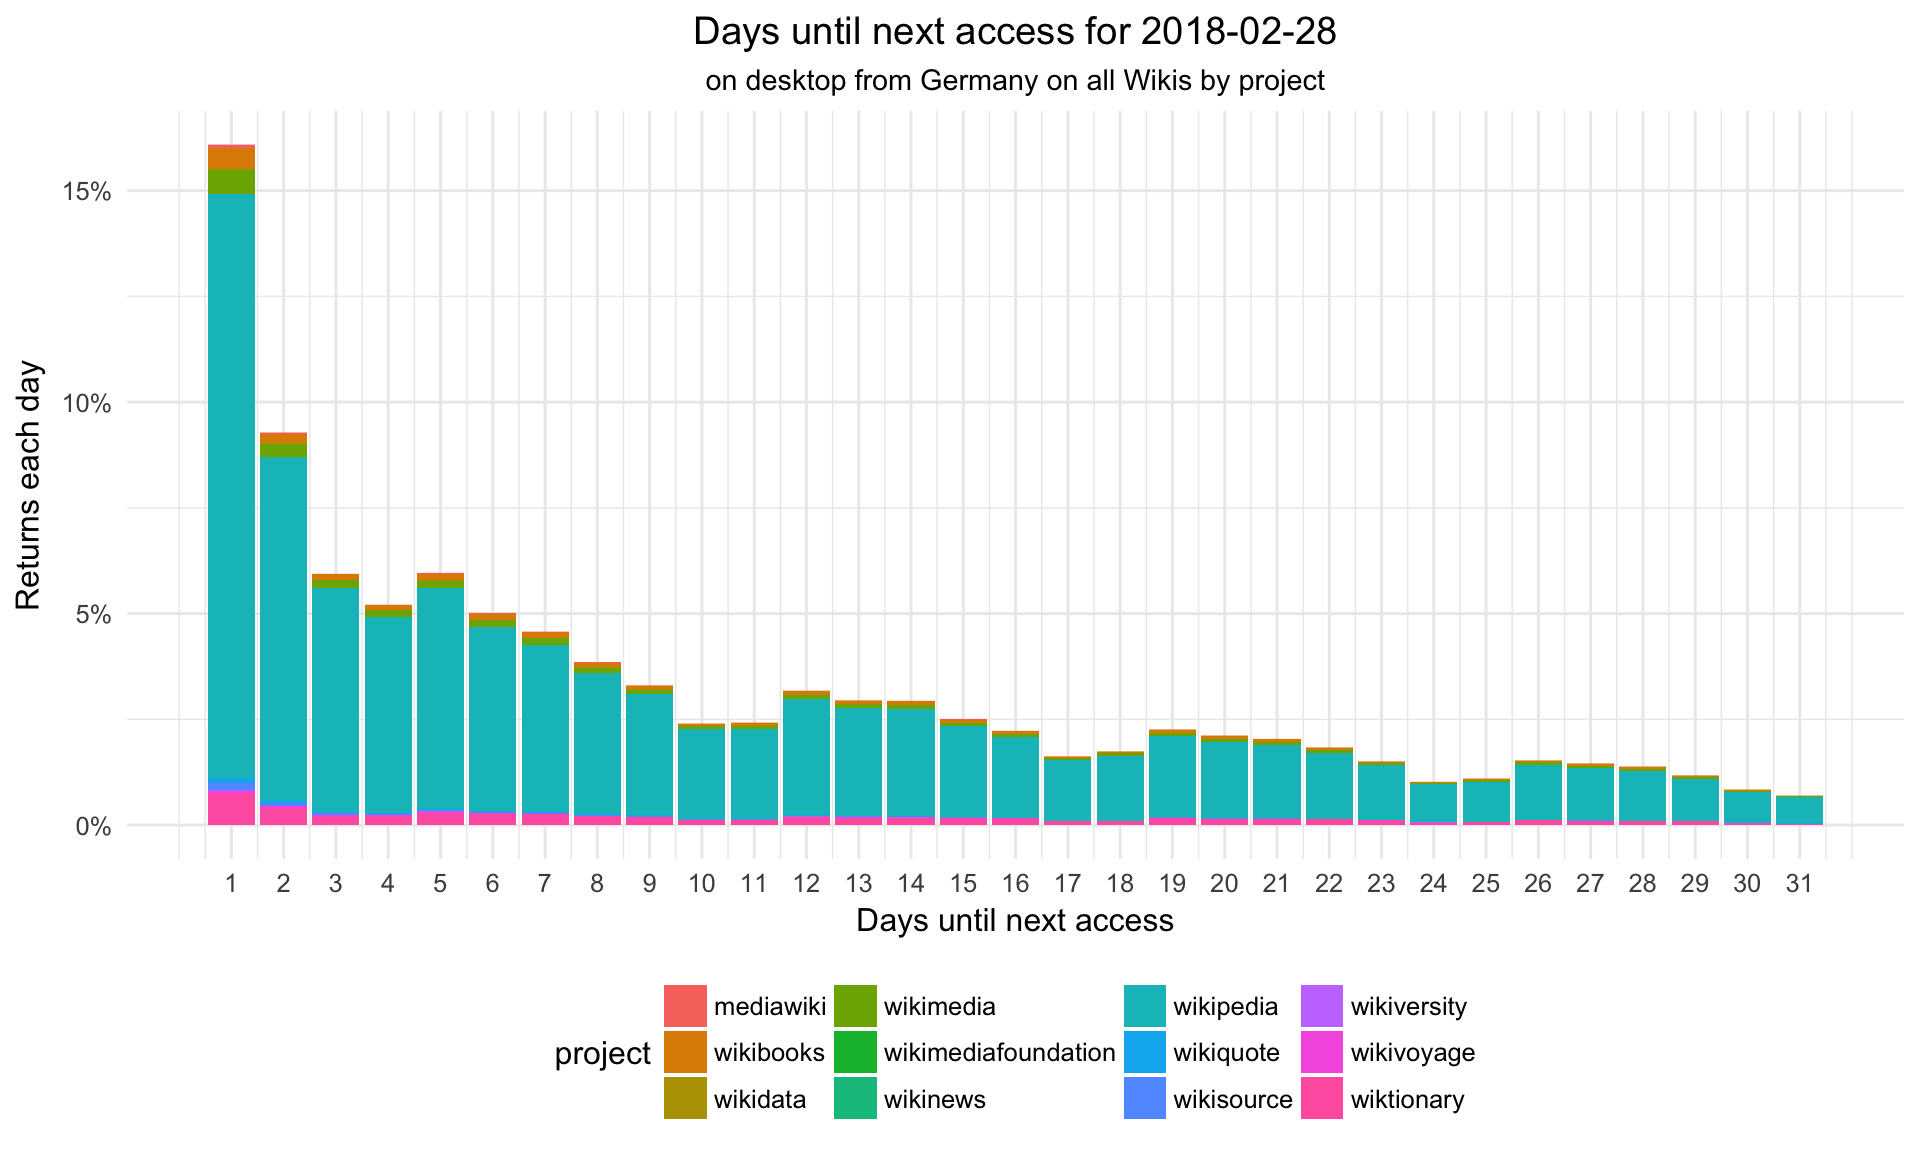 Days until next access for 2018-02-28
on desktop from Germany on all Wikis by project
Returns each day
15%
10%
5%
0%
1 2 3 4 5 6 7 8 9 10 11 12 13 14 15 16 17 18 19 20 21 22 23 24 25 26 27 28 29 30 31
Days until next access
project
mediawiki wikimedia wikipedia wikiversity
wikibooks wikimediafoundation wikiquote wikivoyage
wikidata wikinews wikisource wiktionary